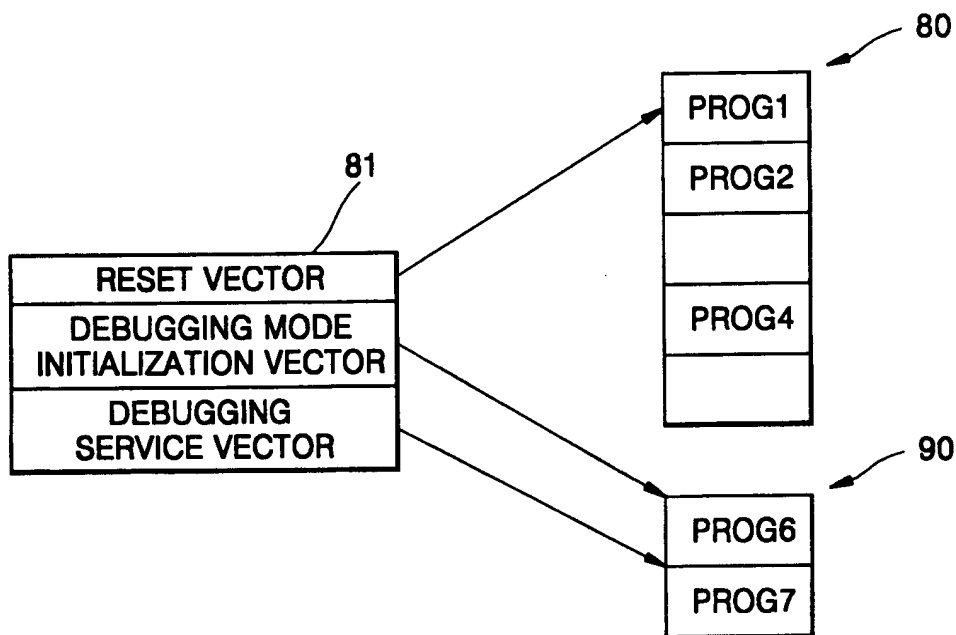 80
PROG1
PROG2
PROG4
81
RESET VECTOR
DEBUGGING MODE
INITIALIZATION VECTOR
DEBUGGING
SERVICE VECTOR
90
PROG6
PROG7